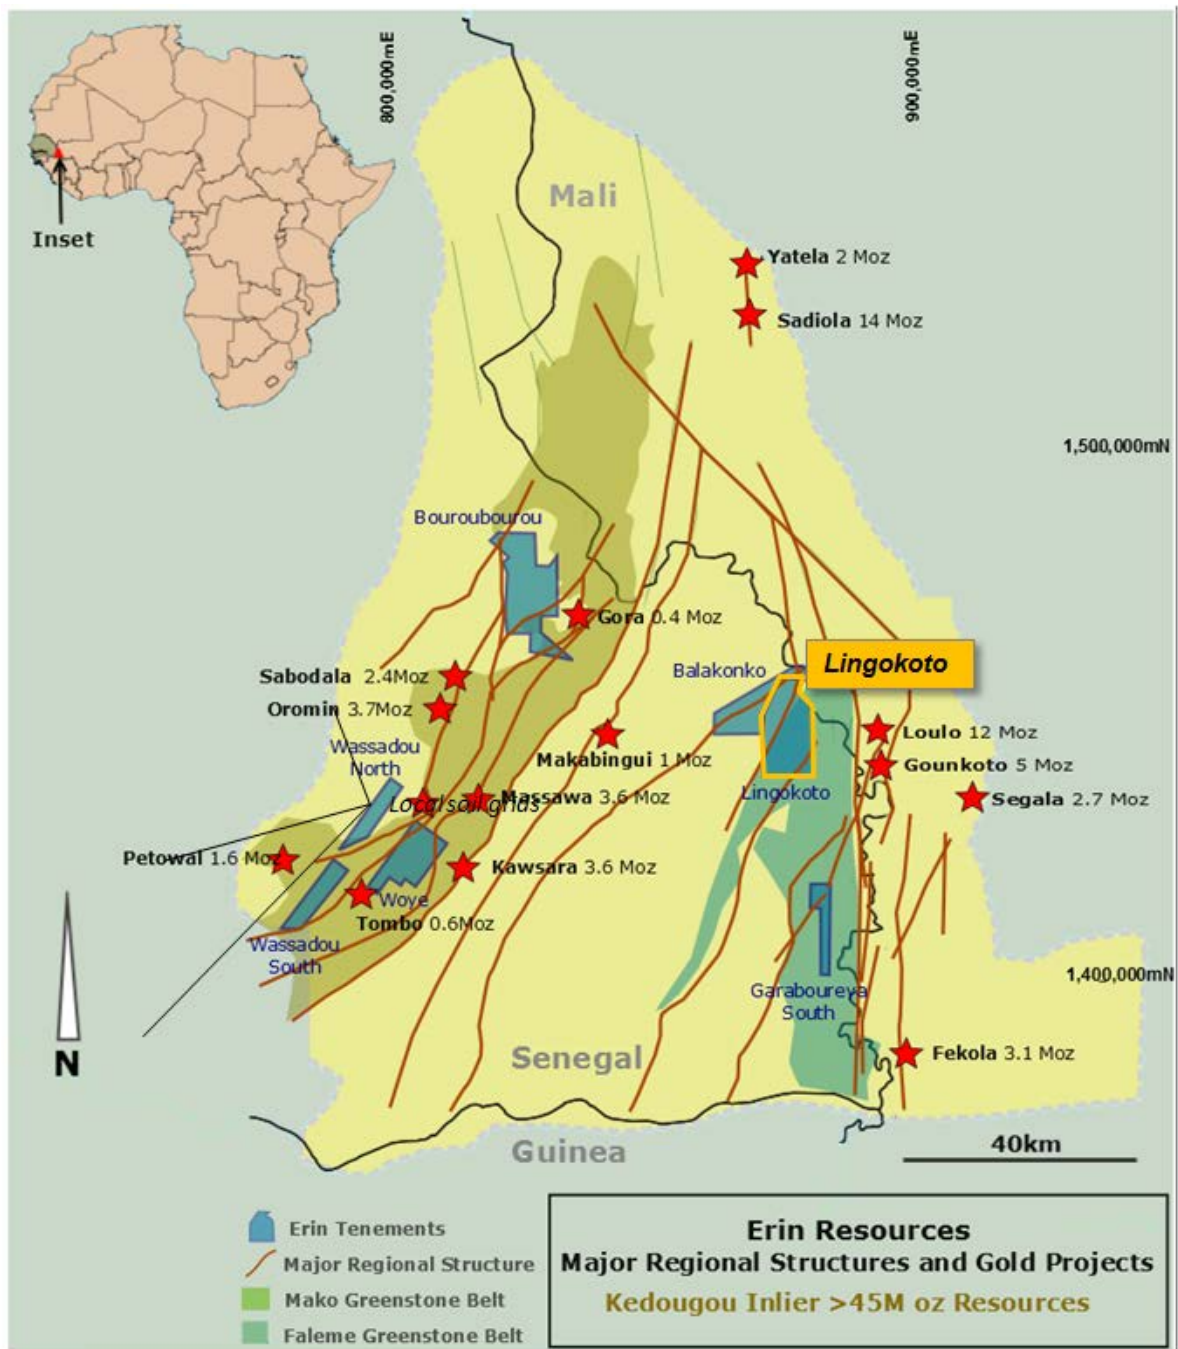 800,000mE
900,000mE
Inset
Mali
Yatela 2 Moz
Sadiola 14 Moz
1,500,000mN
Bouroubourou
Gora 0.4 Moz
Sabodala 2.4Moz
Balakonko
Lingokoto
Oromin 3.7Moz
Wassadou
North
Loulo 12 Moz
Makabingui 1 Moz
Gounkoto 5 Moz
Lingokoto
Segala 2.7 Moz
Local soil grids
Massawa 3.6 Moz
Petowal 1.6 Moz
Kawsara 3.6 Moz
Woye
Tombo 0.6Moz
Wassadou
South
1,400,000mN
Garaboureya
South
N
Senegal
Fekola 3.1 Moz
Guinea
40km
Erin Tenements
Major Regional Structure
Mako Greenstone Belt
Faleme Greenstone Belt
Erin Resources
Major Regional Structures and Gold Projects
Kedougou Inlier >45M oz Resources